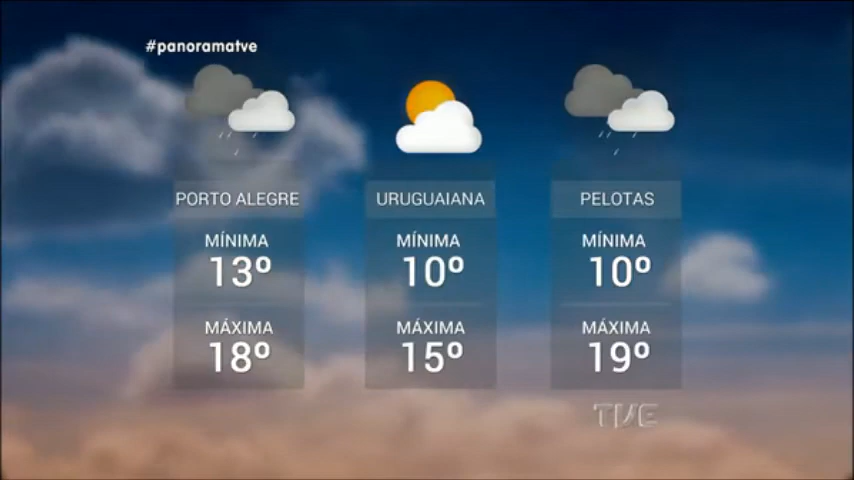 #panoramatve
PORTO ALEGRE
MÍNIMA
13º
MÁXIMA
18º
URUGUAIANA
MÍNIMA
10º
MÁXIMA
15º
PELOTAS
MÍNIMA
10º
MÁXIMA
19º
TVE